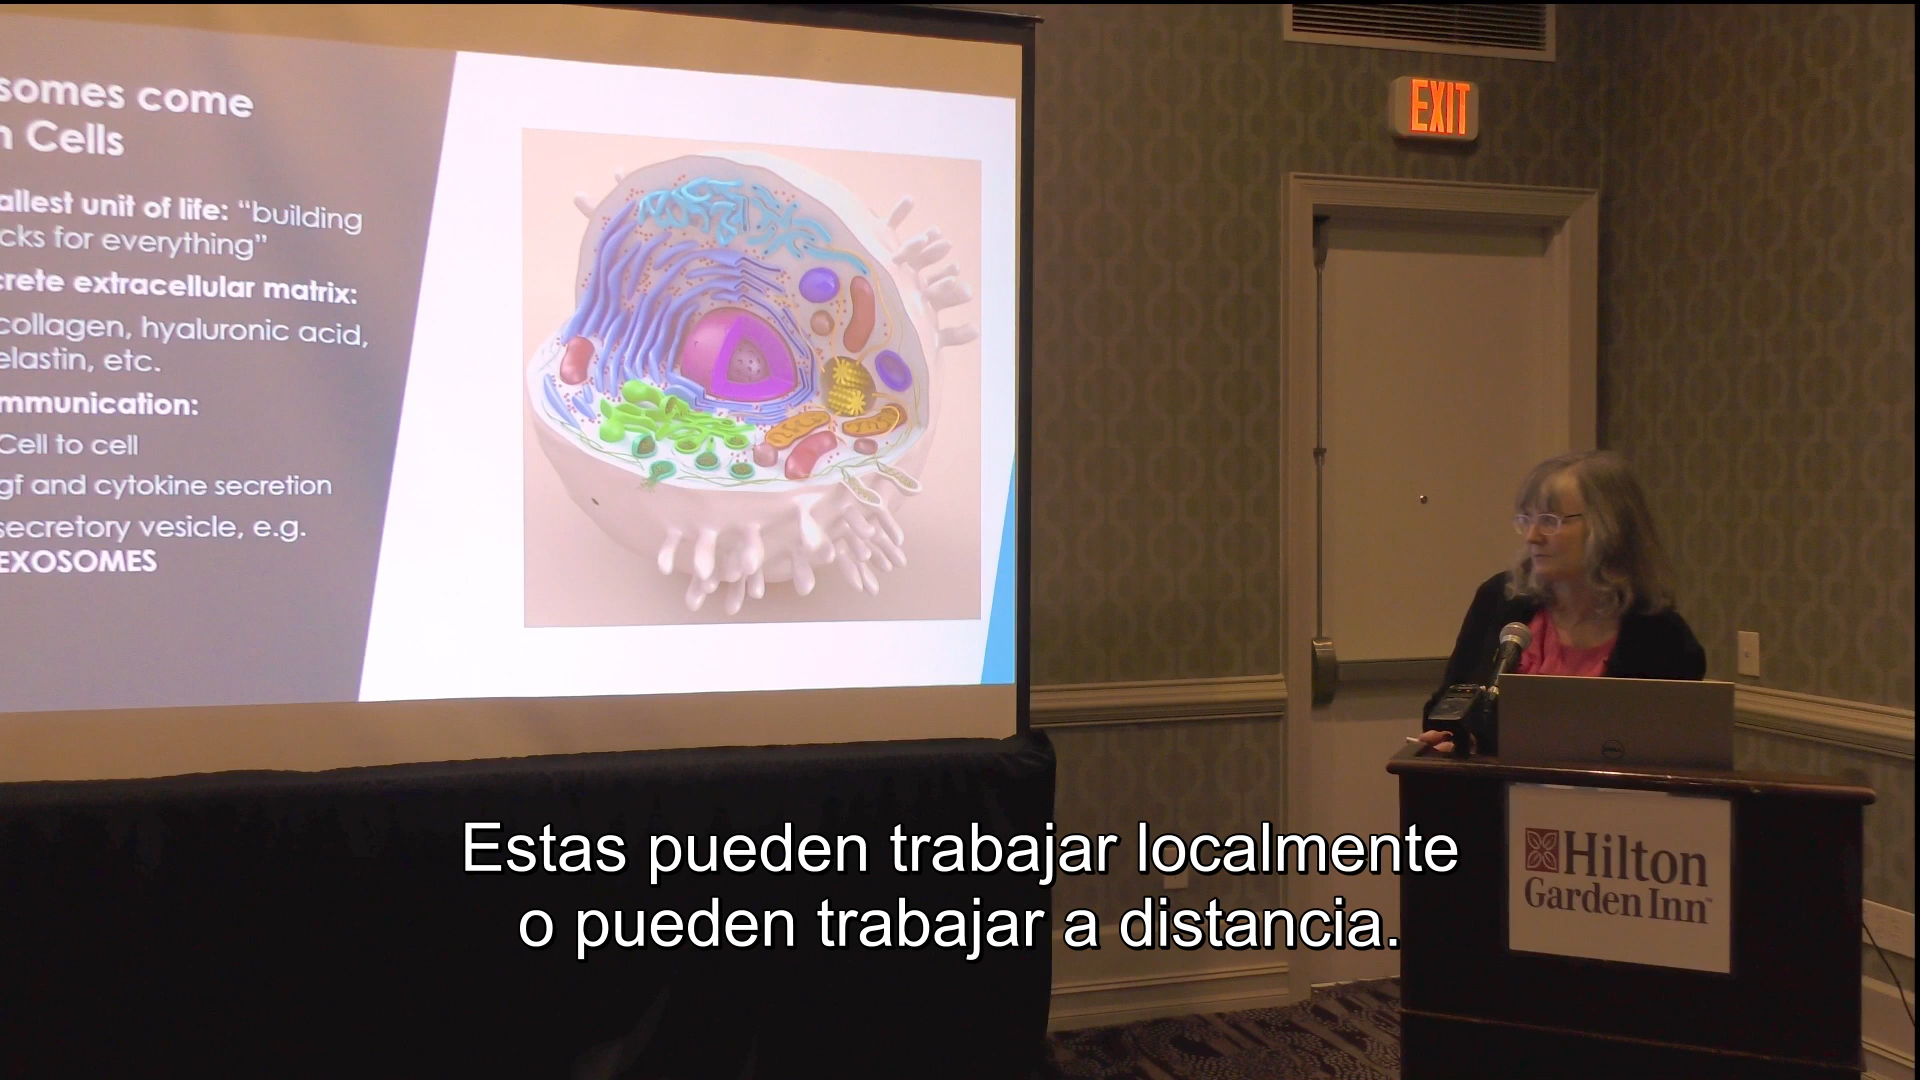 somes come
Cells
allest unit of life: “building
cks for everything”
crete extracellular matrix:
collagen, hyaluronic acid,
elastin, etc.
mmunication:
Cell to cell
gf and cytokine secretion
secretory vesicle, e.g.
EXOSOMES
EXIT
DELL
Hilton
Garden Inn
Estas pueden trabajar localmente
o pueden trabajar a distancia.